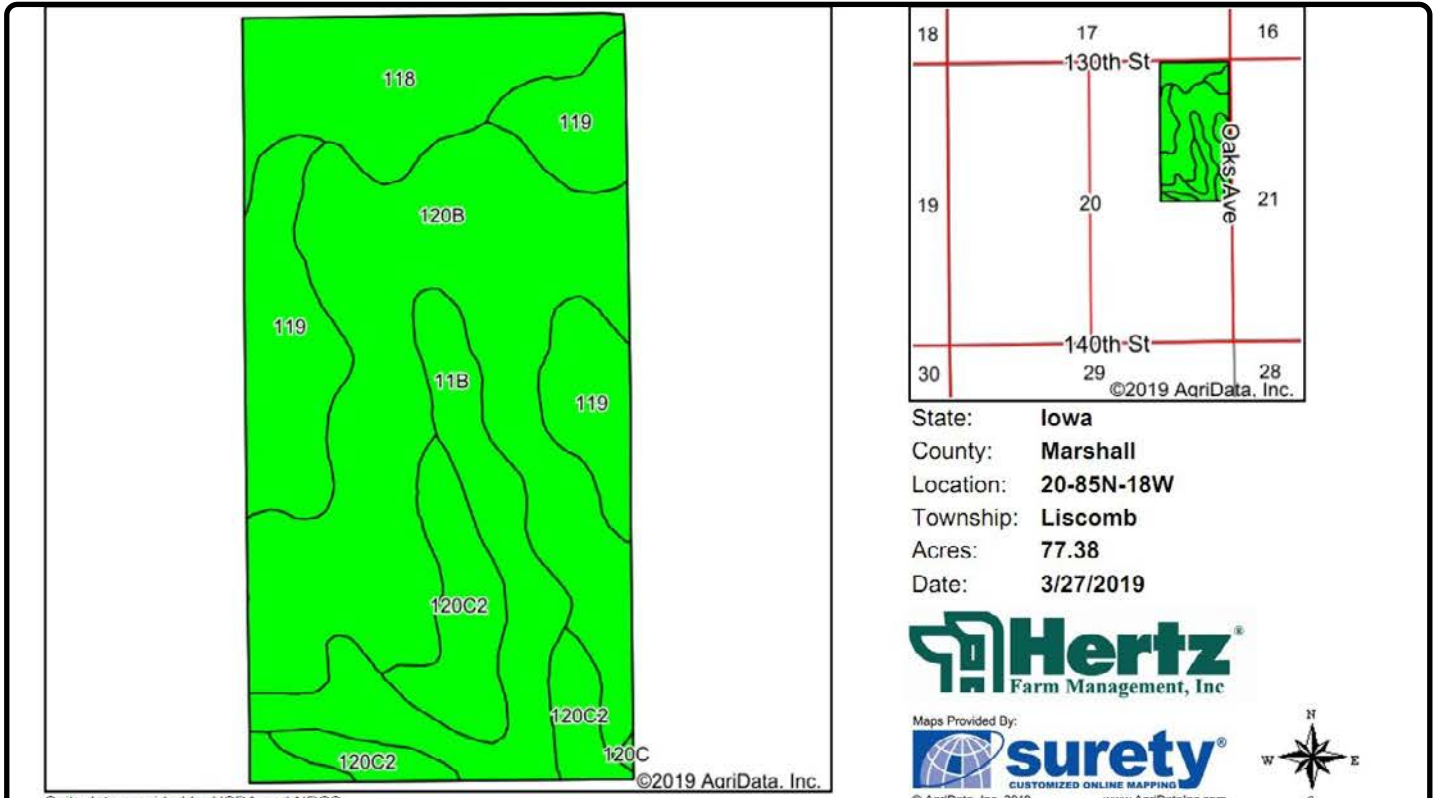 118
119
120B
119
11B
119
120C2
120C2
120C
120C2
©2019 AgriData, Inc.
18
17
16
130th St
Oaks Ave
19
20
21
140th St
30
29
28
©2019 AgriData, Inc.
State: Iowa
County: Marshall
Location: 20-85N-18W
Township: Liscomb
Acres: 77.38
Date: 3/27/2019
Hertz®
Farm Management, Inc
Maps Provided By:
surety®
CUSTOMIZED ONLINE MAPPING
N
W
E